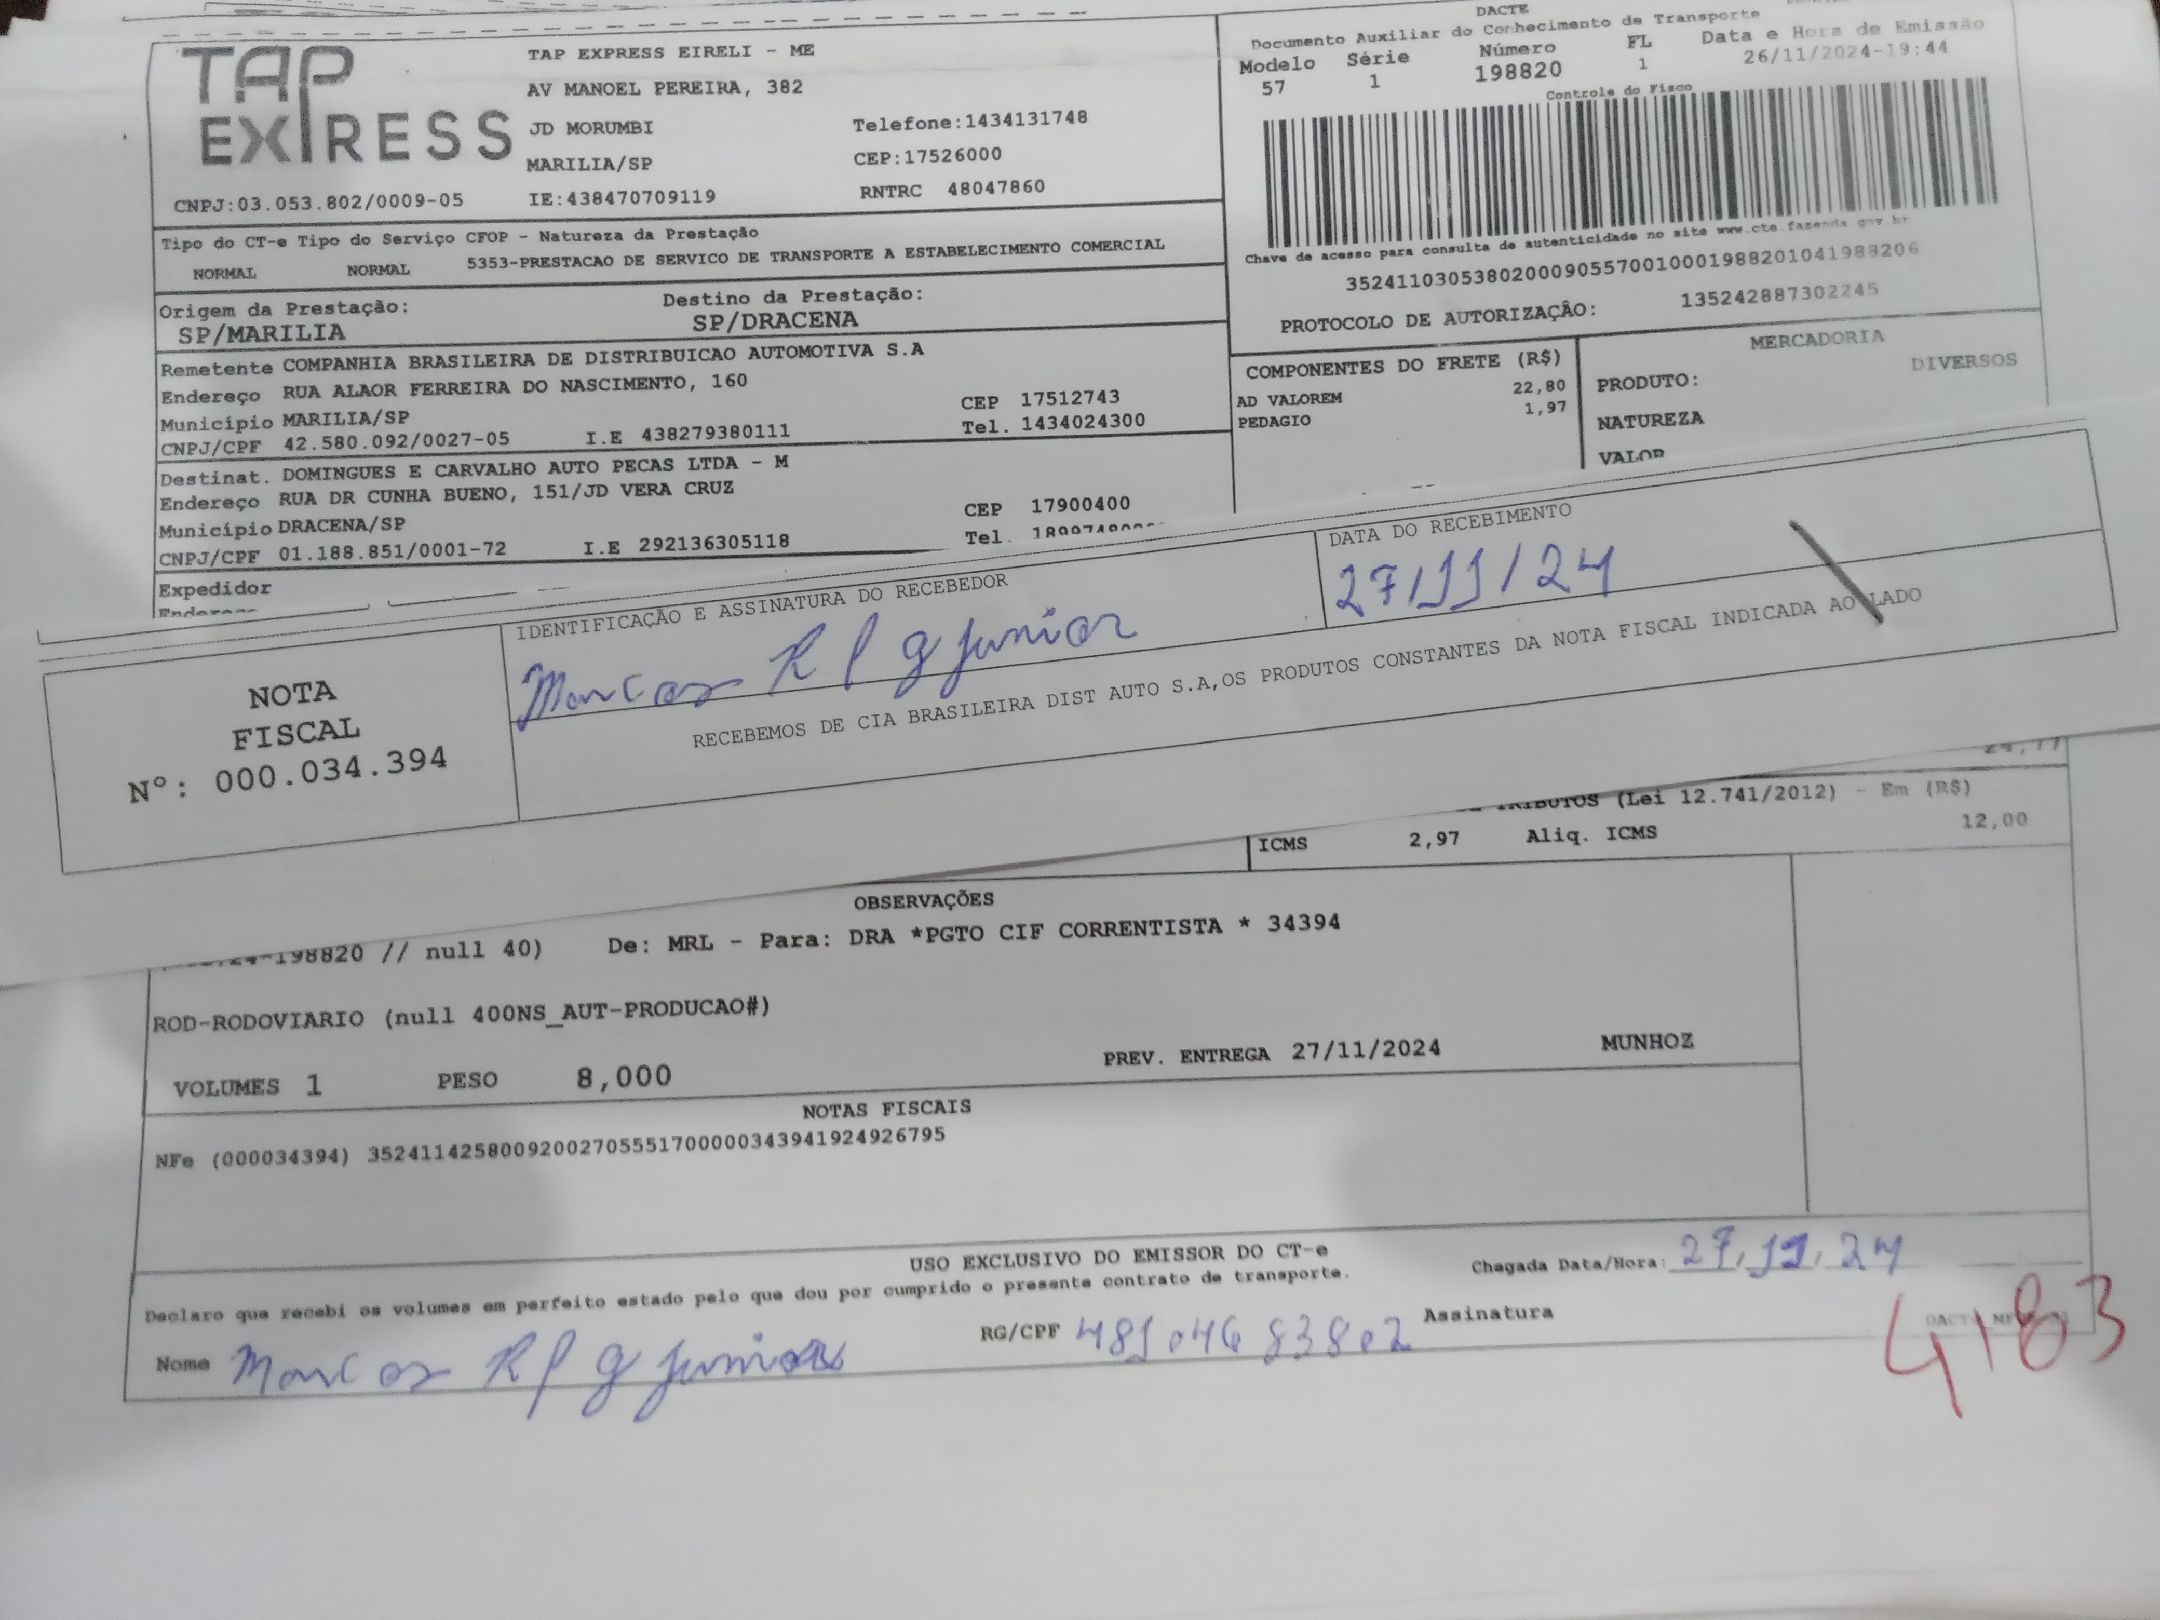 TAP EXPRESS
TAP EXPRESS EIRELI - ME
AV MANOEL PEREIRA, 382
JD MORUMBI Telefone:1434131748
MARILIA/SP CEP:17526000
CNPJ:03.053.802/0009-05 IE:438470709119 RNTRC 48047860
DACTE
Documento Auxiliar do Conhecimento de Transporte
Modelo Série Número FL Data e Hora de Emissão
57 1 198820 1 26/11/2024-19:44
Controle do Fisco
Chave de acesso para consulta de autenticidade no site www.cte.fazenda.gov.br
35241103053802000905570010001988201041988206
PROTOCOLO DE AUTORIZAÇÂO: 135242887302245
Tipo do CT-e Tipo do Serviço CFOP - Natureza da Prestação
NORMAL NORMAL 5353-PRESTACAO DE SERVICO DE TRANSPORTE A ESTABELECIMENTO COMERCIAL
Origem da Prestação: Destino da Prestação:
SP/MARILIA SP/DRACENA
Remetente COMPANHIA BRASILEIRA DE DISTRIBUICAO AUTOMOTIVA S.A
Endereço RUA ALAOR FERREIRA DO NASCIMENTO, 160
Município MARILIA/SP CEP 17512743
CNPJ/CPF 42.580.092/0027-05 I.E 438279380111 Tel. 1434024300
Destinat. DOMINGUES E CARVALHO AUTO PECAS LTDA - M
Endereço RUA DR CUNHA BUENO, 151/JD VERA CRUZ
Município DRACENA/SP CEP 17900400
CNPJ/CPF 01.188.851/0001-72 I.E 292136305118 Tel.
Expedidor
COMPONENTES DO FRETE (R$)
AD VALOREM 22,80
PEDAGIO 1,97
MERCADORIA
PRODUTO: DIVERSOS
NATUREZA
VALOR
NOTA
FISCAL
Nº: 000.034.394
IDENTIFICAÇÃO E ASSINATURA DO RECEBEDOR
Marcos R P G Junior
DATA DO RECEBIMENTO
27/11/24
RECEBEMOS DE CIA BRASILEIRA DIST AUTO S.A,OS PRODUTOS CONSTANTES DA NOTA FISCAL INDICADA AO LADO
24,77
TRIBUTOS (Lei 12.741/2012) - Em (R$)
ICMS 2,97 Aliq. ICMS 12,00
OBSERVAÇÕES
198820 // null 40) De: MRL - Para: DRA *PGTO CIF CORRENTISTA * 34394
ROD-RODOVIARIO (null 400NS_AUT-PRODUCAO#)
VOLUMES 1 PESO 8,000 PREV. ENTREGA 27/11/2024 MUNHOZ
NOTAS FISCAIS
NFe (000034394) 35241142580092002705551700000343941924926795
USO EXCLUSIVO DO EMISSOR DO CT-e
Declaro que recebi os volumes em perfeito estado pelo que dou por cumprido o presente contrato de transporte.
Chegada Data/Hora: 27/11/24
Nome Marcos R P G Junior RG/CPF 48104683802 Assinatura
4183